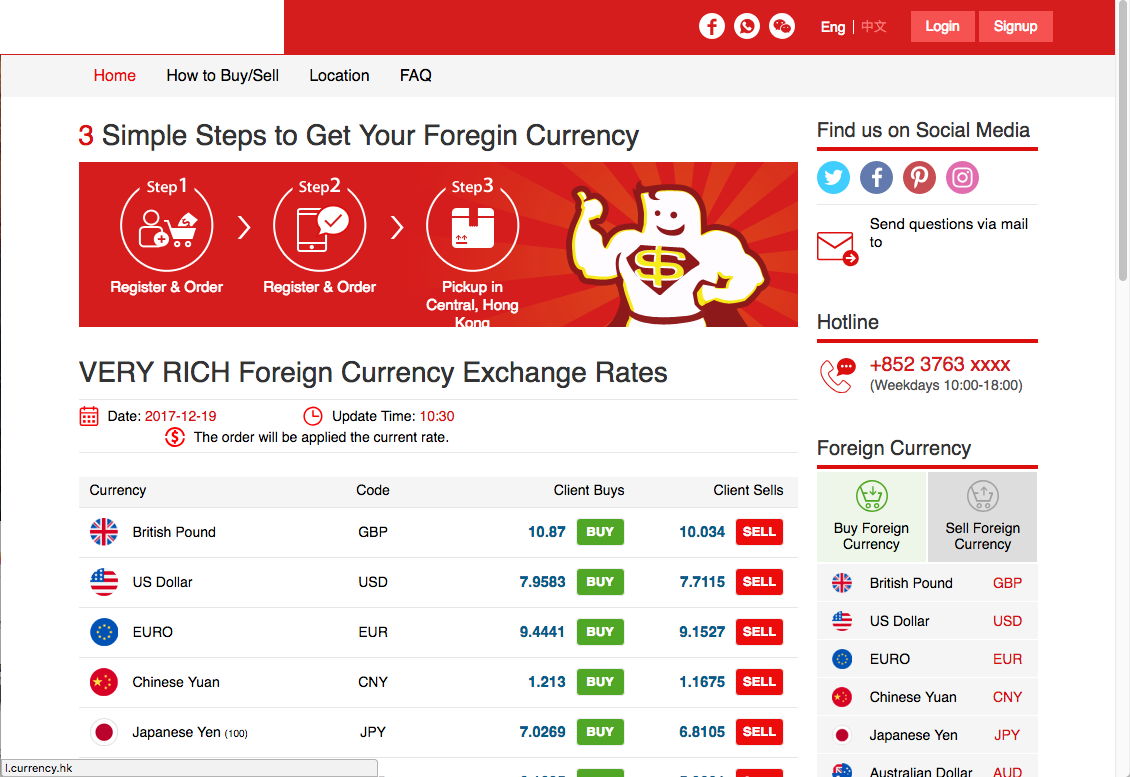 Eng | 中文 Login Signup
Home How to Buy/Sell Location FAQ
3 Simple Steps to Get Your Foregin Currency
Step1 Step2 Step3
Register & Order Register & Order Pickup in
Central, Hong
Kong
$
VERY RICH Foreign Currency Exchange Rates
Date: 2017-12-19 Update Time: 10:30
The order will be applied the current rate.
Currency Code Client Buys Client Sells
British Pound GBP 10.87 BUY 10.034 SELL
US Dollar USD 7.9583 BUY 7.7115 SELL
EURO EUR 9.4441 BUY 9.1527 SELL
Chinese Yuan CNY 1.213 BUY 1.1675 SELL
Japanese Yen (100) JPY 7.0269 BUY 6.8105 SELL
l.currency.hk
Find us on Social Media
Send questions via mail
to
Hotline
+852 3763 xxxx
(Weekdays 10:00-18:00)
Foreign Currency
Buy Foreign
Currency
Sell Foreign
Currency
British Pound GBP
US Dollar USD
EURO EUR
Chinese Yuan CNY
Japanese Yen JPY
Australian Dollar AUD